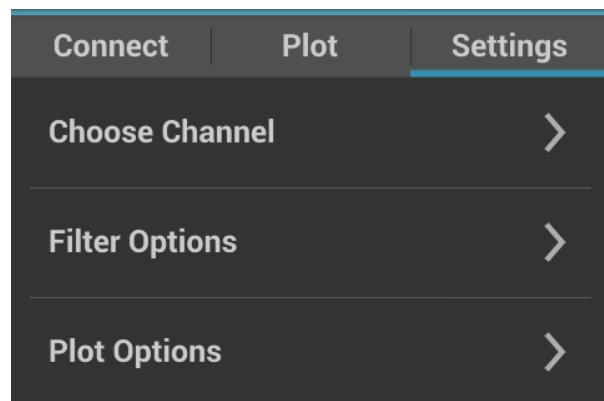 Connect Plot Settings
Choose Channel
Filter Options
Plot Options